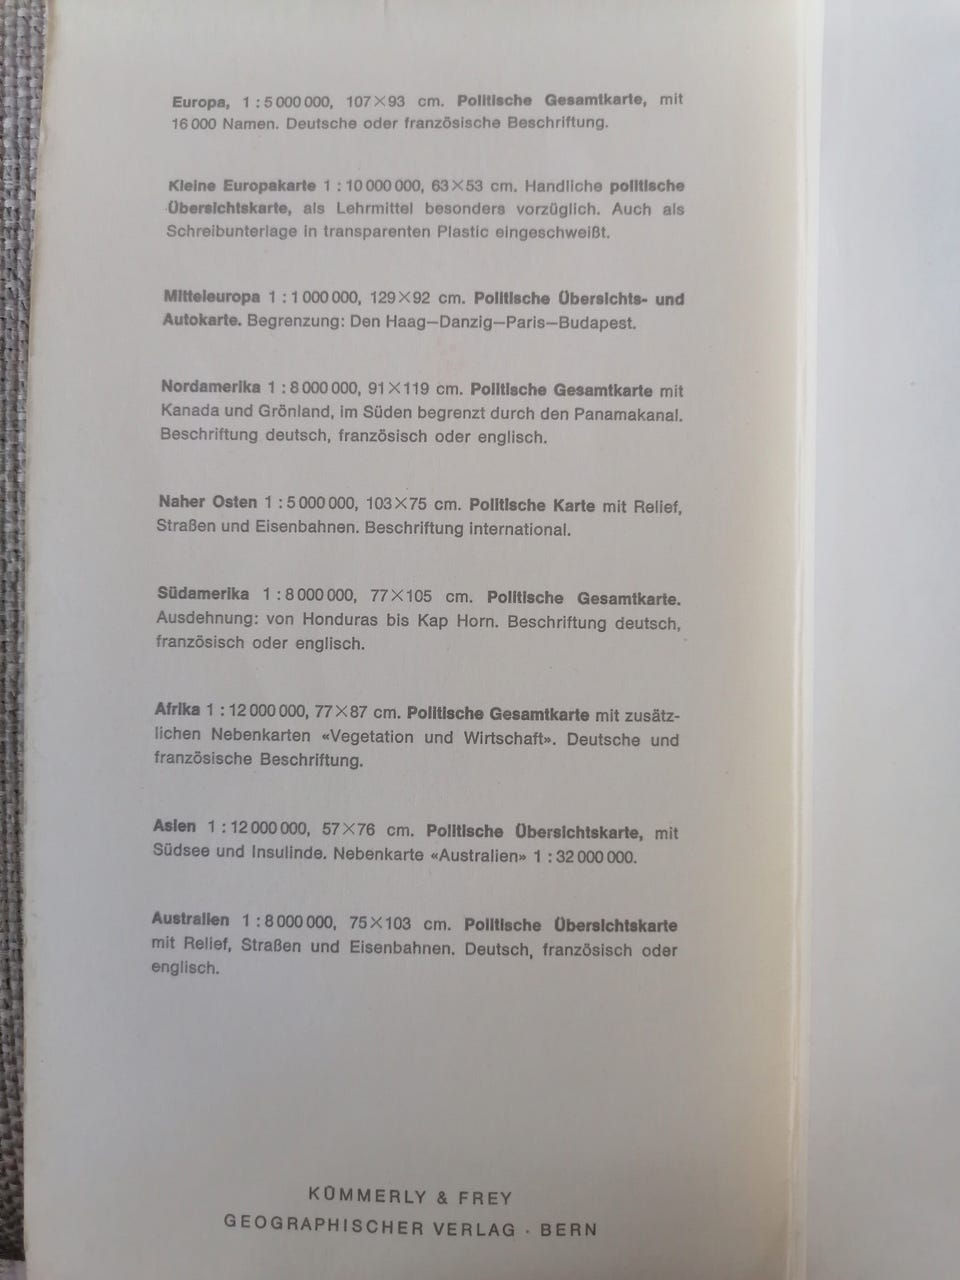 Europa, 1 : 5 000 000, 107×93 cm. Politische Gesamtkarte, mit
16 000 Namen. Deutsche oder französische Beschriftung.
Kleine Europakarte 1 : 10 000 000, 63×53 cm. Handliche politische
Übersichtskarte, als Lehrmittel besonders vorzüglich. Auch als
Schreibunterlage in transparenten Plastic eingeschweißt.
Mitteleuropa 1 : 1 000 000, 129×92 cm. Politische Übersichts- und
Autokarte. Begrenzung: Den Haag–Danzig–Paris–Budapest.
Nordamerika 1 : 8 000 000, 91×119 cm. Politische Gesamtkarte mit
Kanada und Grönland, im Süden begrenzt durch den Panamakanal.
Beschriftung deutsch, französisch oder englisch.
Naher Osten 1 : 5 000 000, 103×75 cm. Politische Karte mit Relief,
Straßen und Eisenbahnen. Beschriftung international.
Südamerika 1 : 8 000 000, 77×105 cm. Politische Gesamtkarte.
Ausdehnung: von Honduras bis Kap Horn. Beschriftung deutsch,
französisch oder englisch.
Afrika 1 : 12 000 000, 77×87 cm. Politische Gesamtkarte mit zusätz-
lichen Nebenkarten «Vegetation und Wirtschaft». Deutsche und
französische Beschriftung.
Asien 1 : 12 000 000, 57×76 cm. Politische Übersichtskarte, mit
Südsee und Insulinde. Nebenkarte «Australien» 1 : 32 000 000.
Australien 1 : 8 000 000, 75×103 cm. Politische Übersichtskarte
mit Relief, Straßen und Eisenbahnen. Deutsch, französisch oder
englisch.
KÜMMERLY & FREY
GEOGRAPHISCHER VERLAG · BERN